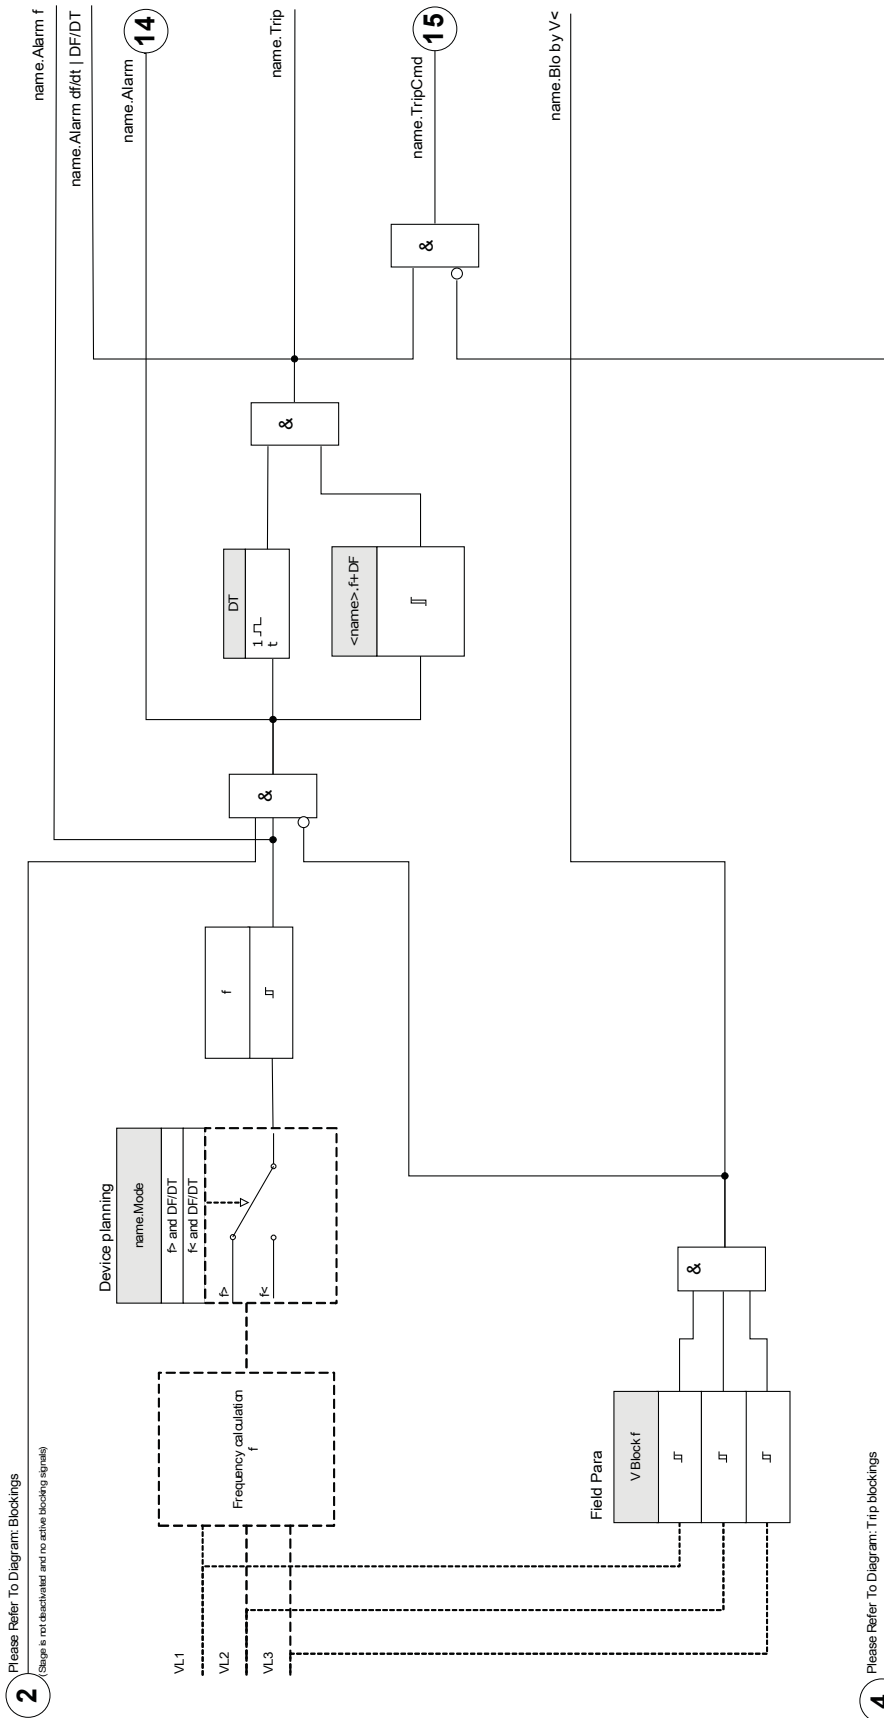 2
Please Refer To Diagram: Blockings
(Stage is not deactivated and no active blocking signals)
name.Alarm f
name.Alarm df/dt | DF/DT
14
name.Alarm
Device planning
name.Mode
f> and DF/DT
f< and DF/DT
f>
f<
VL1
VL2
VL3
Frequency calculation
f
f
&
DT
1
t
<name>.f+DF
&
name.Trip
&
name.TripCmd
15
Field Para
V Block f
&
name.Blo by V<
4
Please Refer To Diagram: Trip blockings